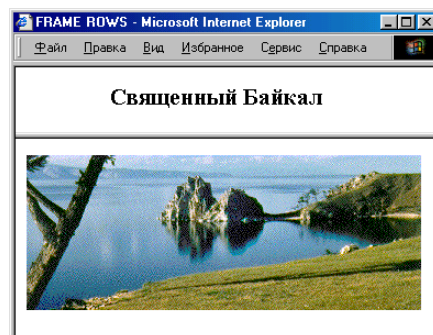 FRAME ROWS - Microsoft Internet Explorer
Файл Правка Вид Избранное Сервис Справка
Священный Байкал